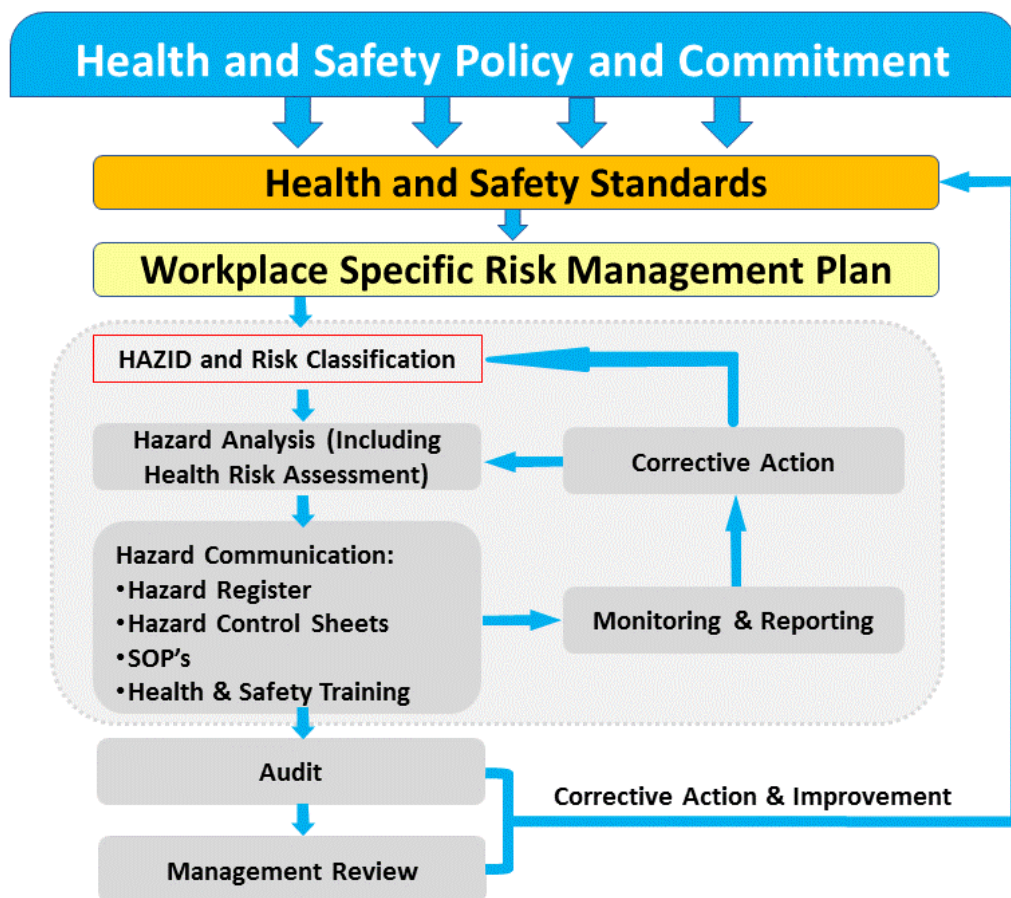 Health and Safety Policy and Commitment
Health and Safety Standards
Workplace Specific Risk Management Plan
HAZID and Risk Classification
Hazard Analysis (Including
Health Risk Assessment)
Corrective Action
Hazard Communication:
•Hazard Register
•Hazard Control Sheets
•SOP's
•Health & Safety Training
Monitoring & Reporting
Audit
Corrective Action & Improvement
Management Review